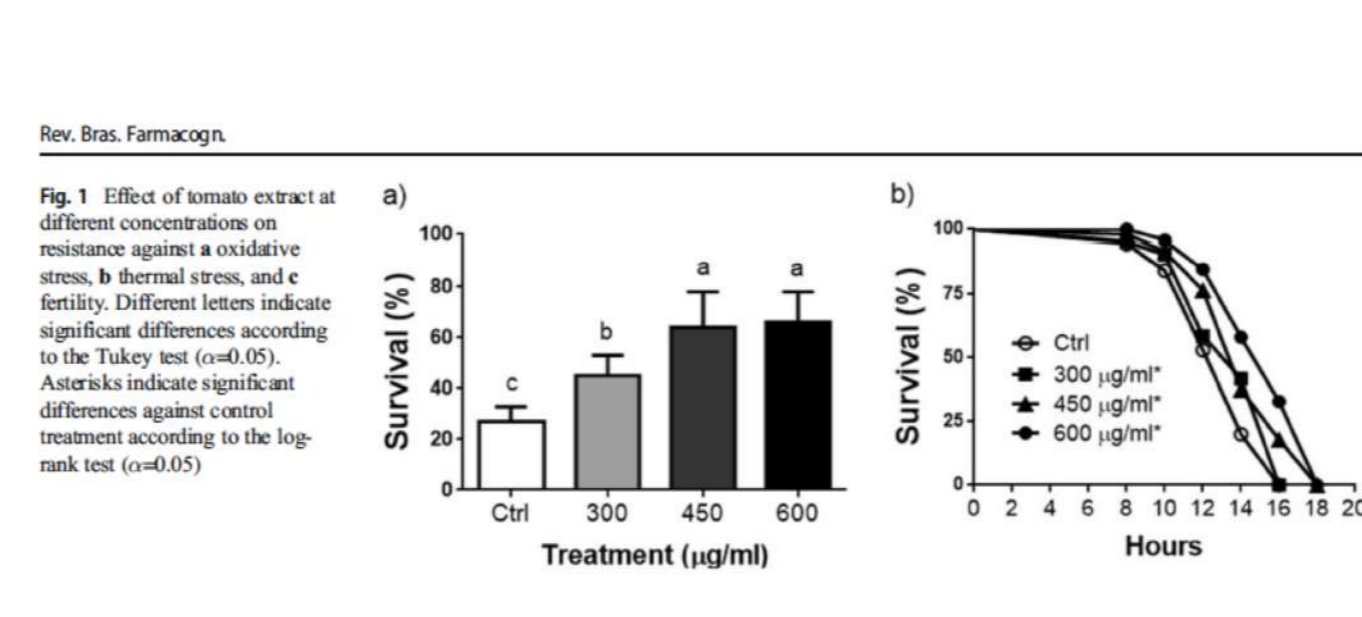 Rev. Bras. Farmacogn.
Fig. 1 Effect of tomato extract at
different concentrations on
resistance against a oxidative
stress, b thermal stress, and c
fertility. Different letters indicate
significant differences according
to the Tukey test (α=0.05).
Asterisks indicate significant
differences against control
treatment according to the log-
rank test (α=0.05)
a)
Survival (%)
100
80
60
40
20
0
c
b
a
a
Ctrl 300 450 600
Treatment (μg/ml)
b)
Survival (%)
100
75
50
25
0
Ctrl
300 μg/ml*
450 μg/ml*
600 μg/ml*
0 2 4 6 8 10 12 14 16 18 20
Hours